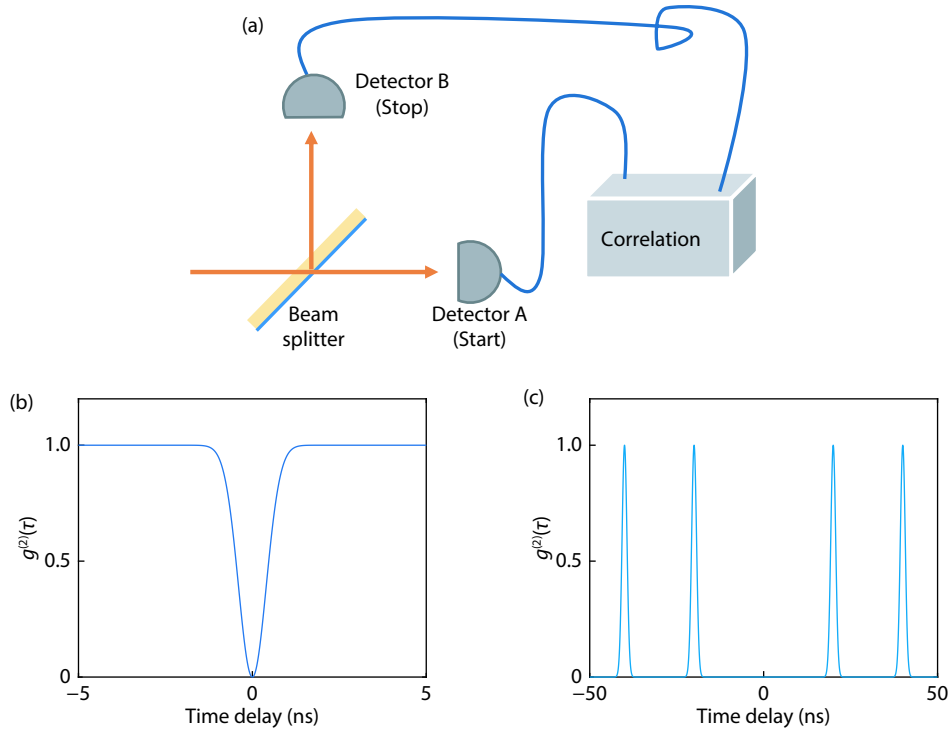 (a)
Detector B
(Stop)
Correlation
Beam
splitter
Detector A
(Start)
(b)
1.0
0.5
0
g⁽²⁾(τ)
−5
0
5
Time delay (ns)
(c)
1.0
0.5
0
g⁽²⁾(τ)
−50
0
50
Time delay (ns)